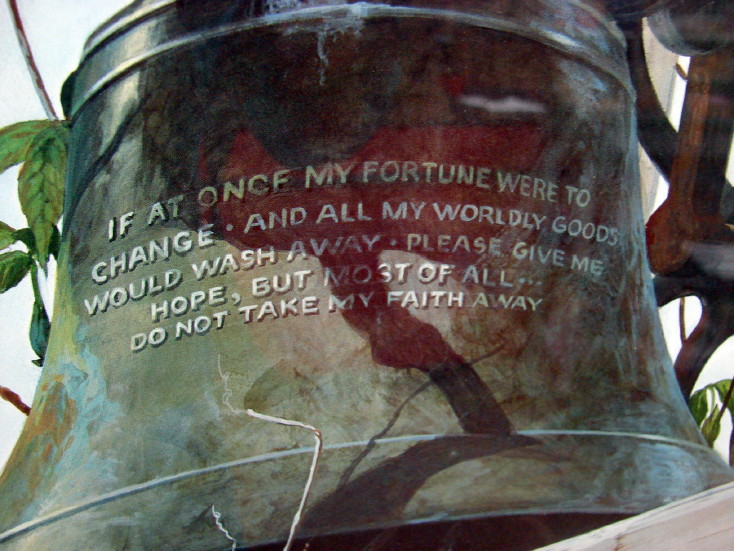 IF AT ONCE MY FORTUNE WERE TO
CHANGE · AND ALL MY WORLDLY GOODS
WOULD WASH AWAY · PLEASE GIVE ME
HOPE, BUT MOST OF ALL...
DO NOT TAKE MY FAITH AWAY